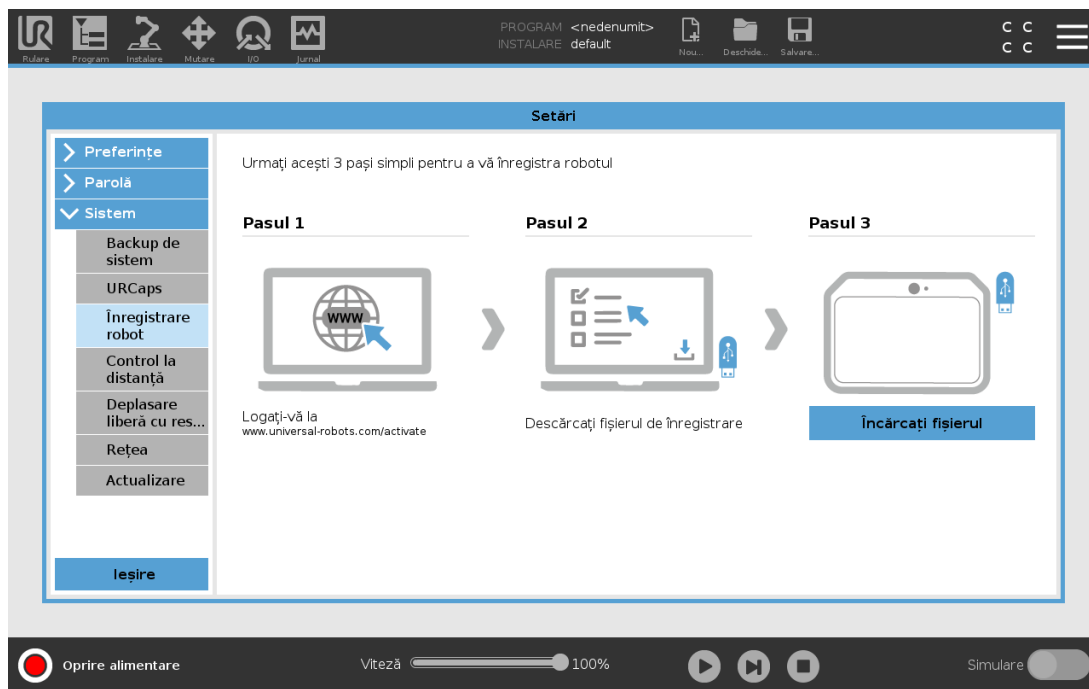 PROGRAM <nedenumit>
INSTALARE default
C C
C C
Rulare Program Instalare Mutare I/O Jurnal Nou... Deschide... Salvare...
Setări
Preferințe
Parolă
Sistem
Backup de
sistem
URCaps
Înregistrare
robot
Control la
distanță
Deplasare
liberă cu res...
Rețea
Actualizare
Ieșire
Urmați acești 3 pași simpli pentru a vă înregistra robotul
Pasul 1
www
Logați-vă la
www.universal-robots.com/activate
Pasul 2
Descărcați fișierul de înregistrare
Pasul 3
Încărcați fișierul
Oprire alimentare
Viteză 100%
Simulare